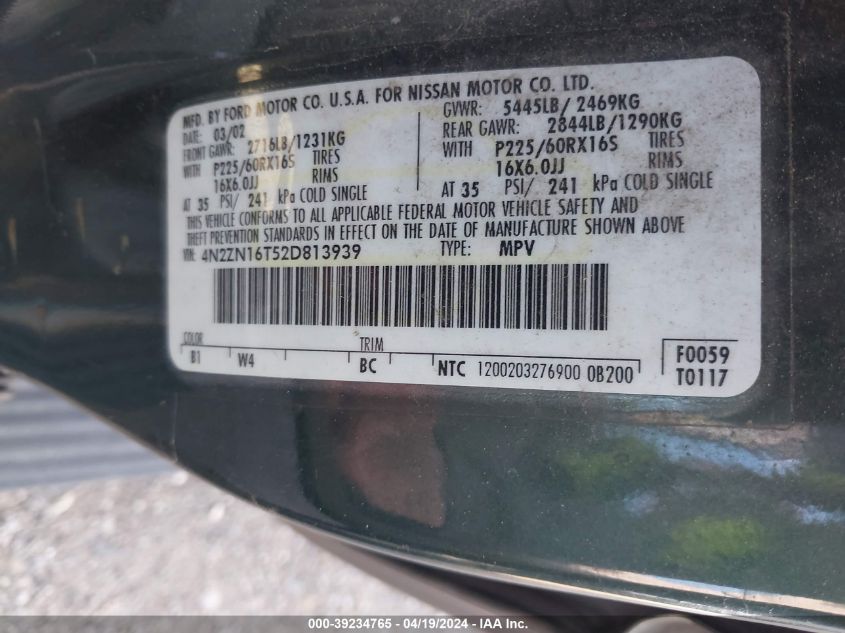 MFD. BY FORD MOTOR CO. U.S.A. FOR NISSAN MOTOR CO. LTD.
DATE: 03/02 GVWR: 5445LB/ 2469KG
FRONT GAWR: 2716LB/1231KG REAR GAWR: 2844LB/1290KG
WITH P225/60RX16S TIRES WITH P225/60RX16S TIRES
16X6.0JJ RIMS 16X6.0JJ RIMS
AT 35 PSI/ 241 kPa COLD SINGLE AT 35 PSI/ 241 kPa COLD SINGLE
THIS VEHICLE CONFORMS TO ALL APPLICABLE FEDERAL MOTOR VEHICLE SAFETY AND
THEFT PREVENTION STANDARDS IN EFFECT ON THE DATE OF MANUFACTURE SHOWN ABOVE
VIN: 4N2ZN16T52D813939 TYPE: MPV
COLOR TRIM
B1 W4 BC NTC 1200203276900 0B200
F0059
T0117
000-39234765 - 04/19/2024 - IAA Inc.